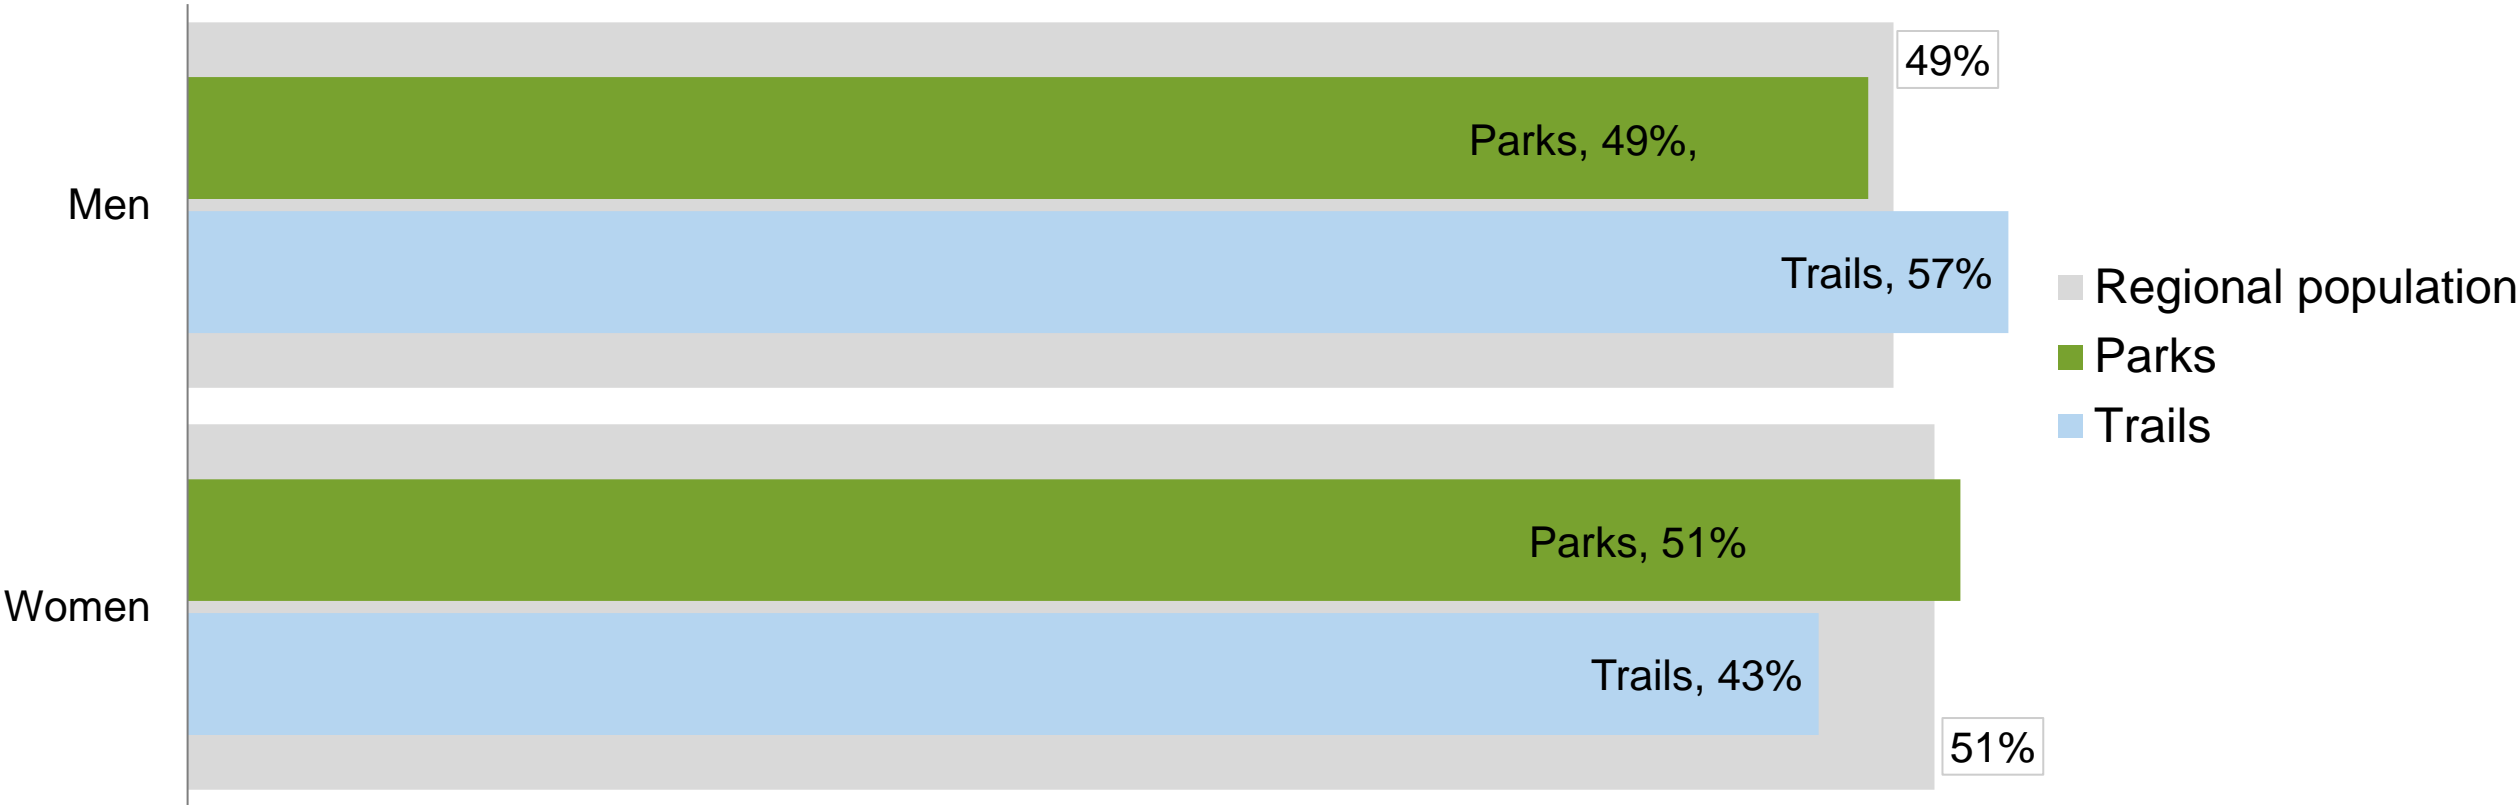 49%
Parks, 49%,
Men
Trails, 57%
Regional population
Parks
Trails
Parks, 51%
Women
Trails, 43%
51%